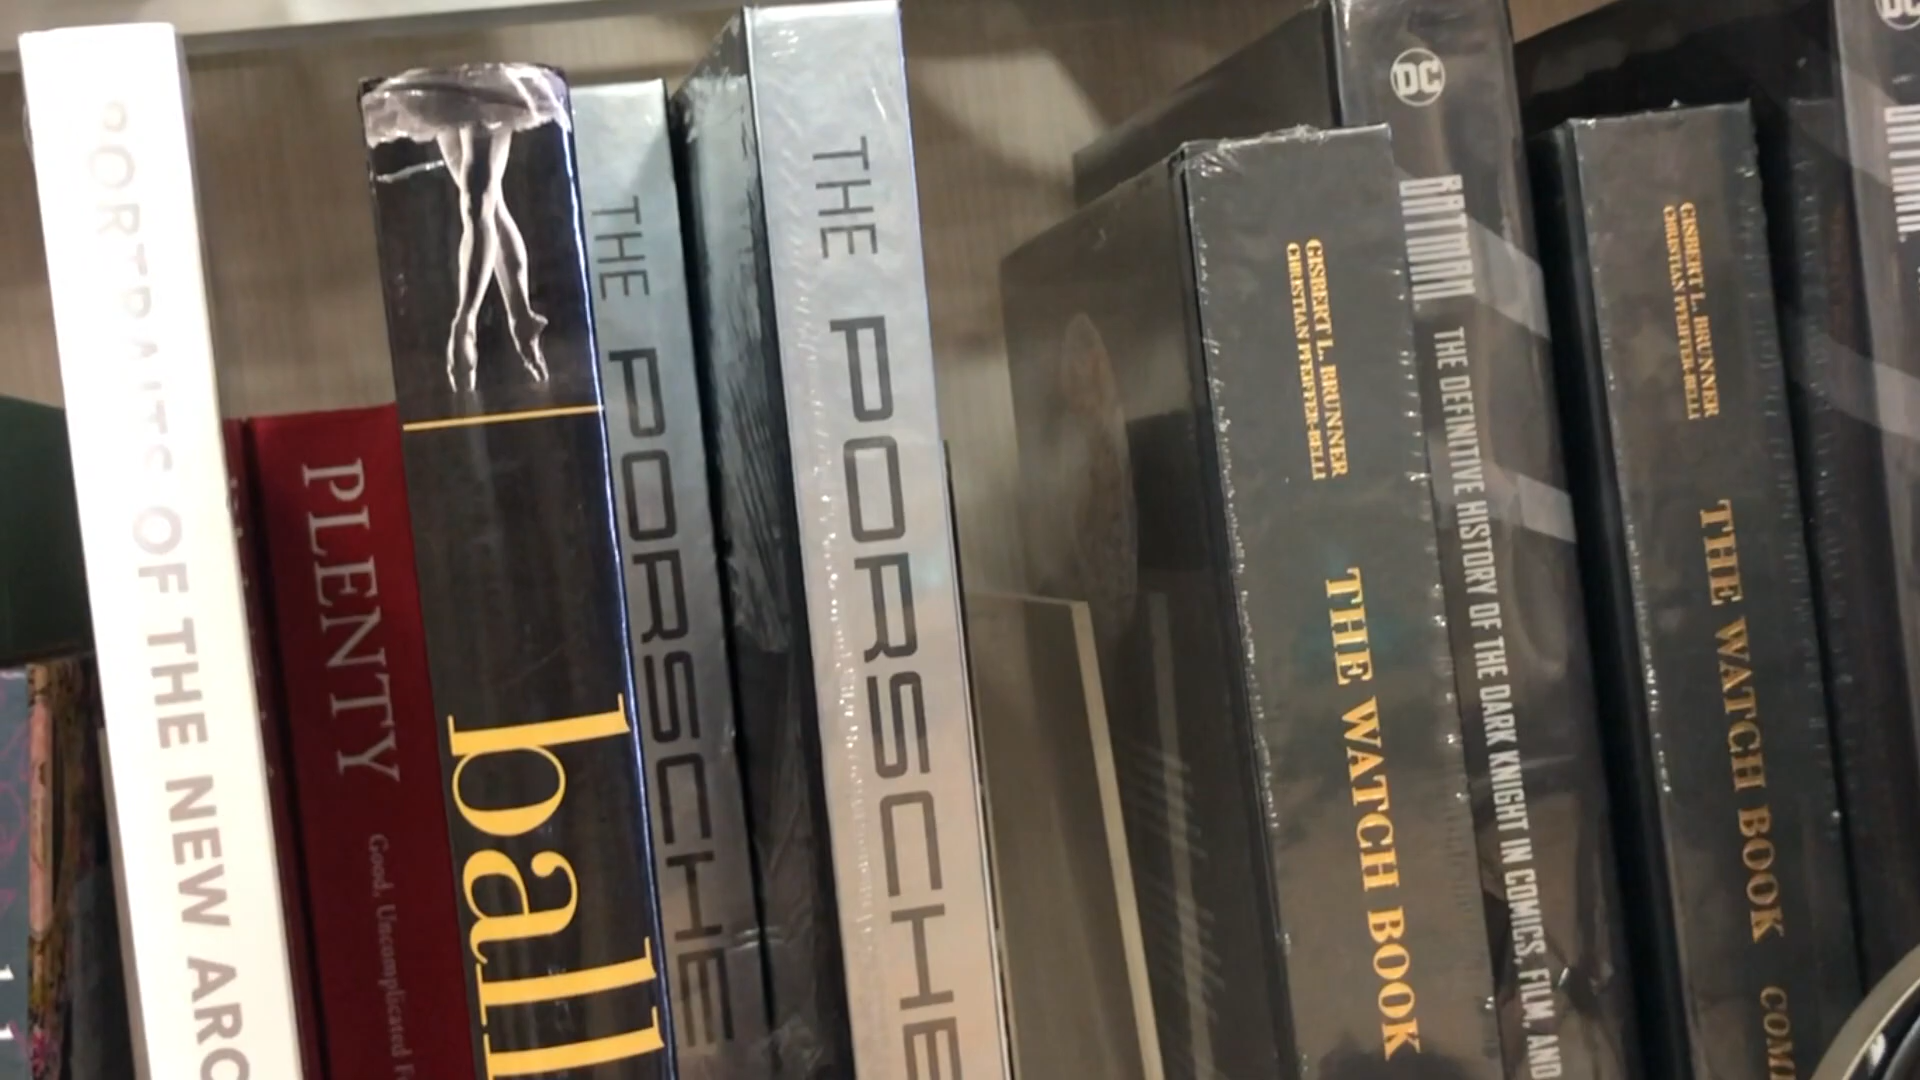 PORTRAITS OF THE NEW ARC
PLENTY
Good, Uncomplicated F
ball
THE PORSCHE
THE PORSCHE
GISBERT L. BRUNNER
CHRISTIAN PFEIFFER-BELLI
THE WATCH BOOK
DC
BATMAN
THE DEFINITIVE HISTORY OF THE DARK KNIGHT IN COMICS, FILM, AND
GISBERT L. BRUNNER
CHRISTIAN PFEIFFER-BELLI
THE WATCH BOOK COM
DC
BATMAN